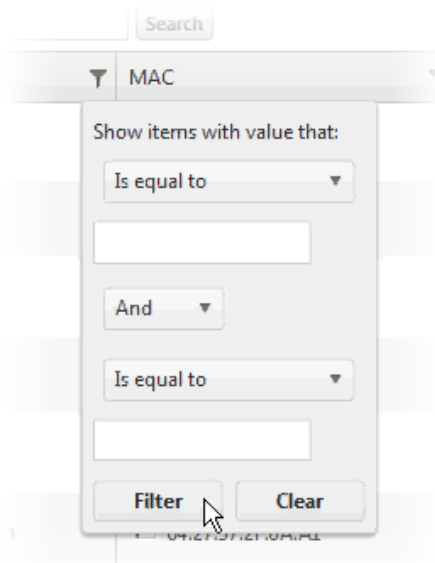 Search
MAC
Show items with value that:
Is equal to
And
Is equal to
Filter Clear